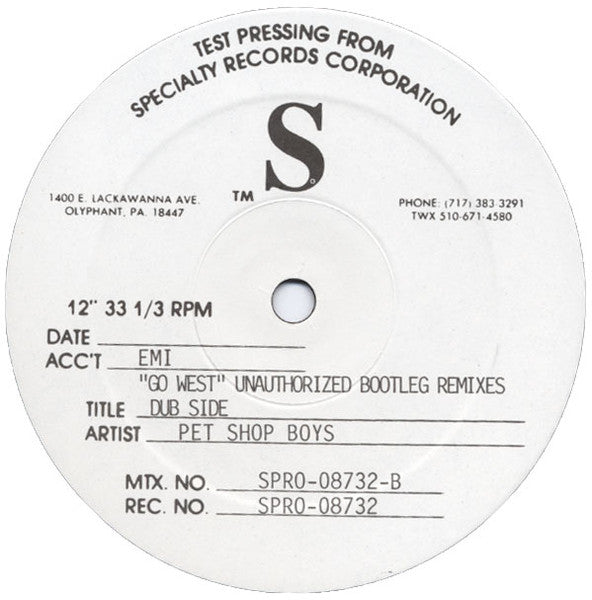 TEST PRESSING FROM
SPECIALTY RECORDS CORPORATION
S
TM
1400 E. LACKAWANNA AVE.
OLYPHANT, PA. 18447
PHONE: (717) 383-3291
TWX 510-671-4580
12" 33 1/3 RPM
DATE
ACC'T EMI
"GO WEST" UNAUTHORIZED BOOTLEG REMIXES
TITLE DUB SIDE
ARTIST PET SHOP BOYS
MTX. NO. SPRO-08732-B
REC. NO. SPRO-08732